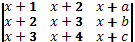 |x + 1  x + 2  x + a|
|x + 2  x + 3  x + b|
|x + 3  x + 4  x + c|